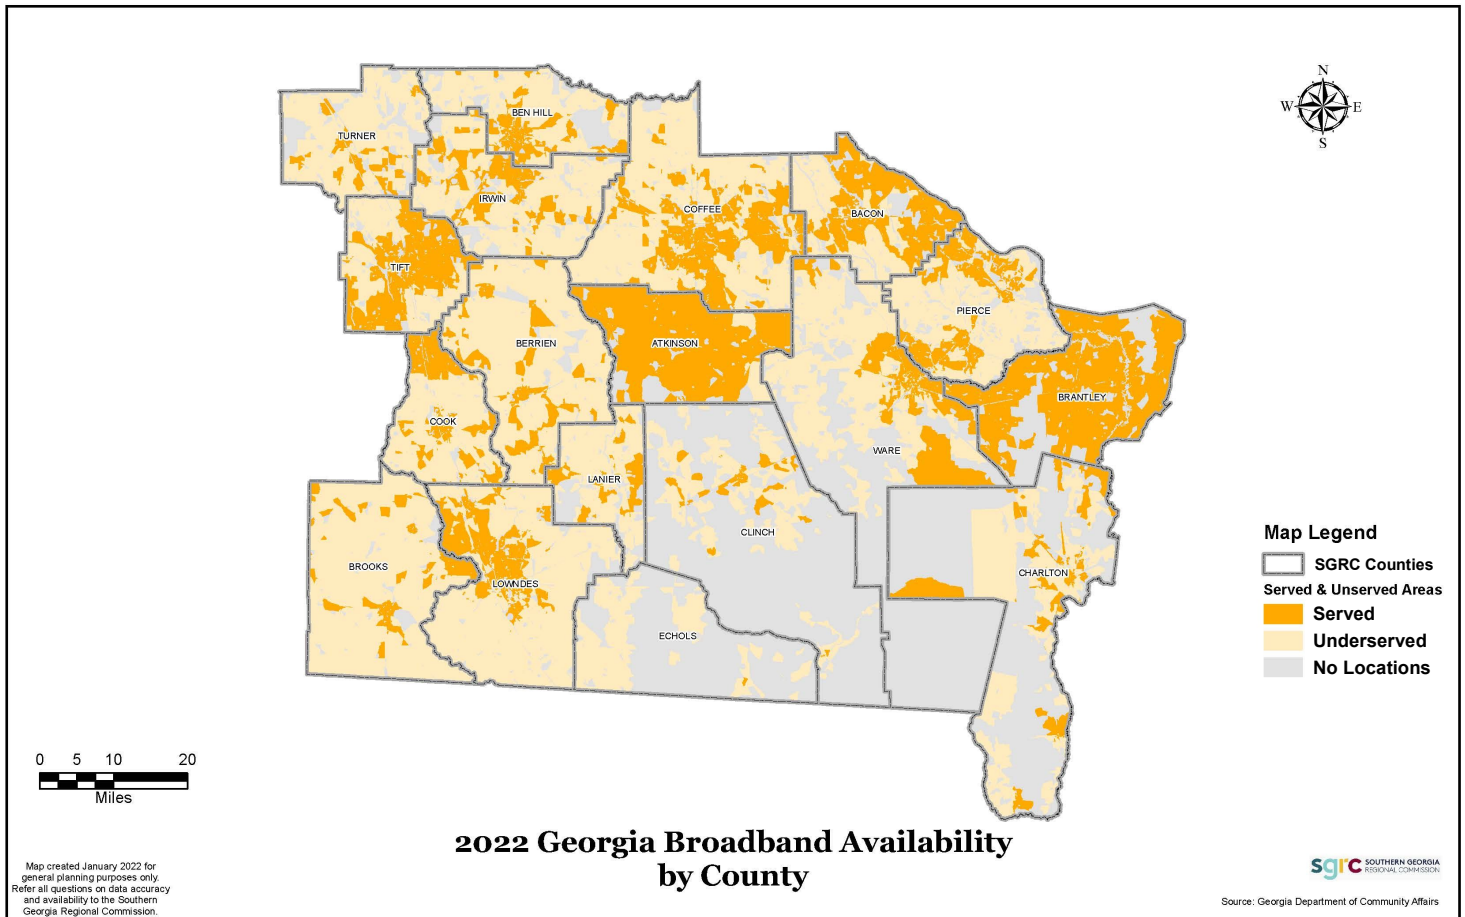 N
W E
S
TURNER
BEN HILL
IRWIN
COFFEE
BACON
TIFT
PIERCE
BERRIEN
ATKINSON
BRANTLEY
COOK
WARE
LANIER
CLINCH
BROOKS
LOWNDES
CHARLTON
ECHOLS
Map Legend
SGRC Counties
Served & Unserved Areas
Served
Underserved
No Locations
0 5 10 20
Miles
2022 Georgia Broadband Availability
by County
Map created January 2022 for
general planning purposes only.
Refer all questions on data accuracy
and availability to the Southern
Georgia Regional Commission.
sgrc SOUTHERN GEORGIA
REGIONAL COMMISSION
Source: Georgia Department of Community Affairs